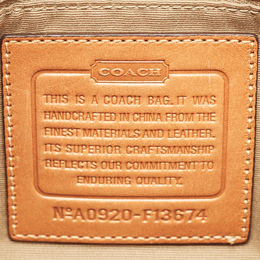 COACH
THIS IS A COACH BAG. IT WAS
HANDCRAFTED IN CHINA FROM THE
FINEST MATERIALS AND LEATHER.
ITS SUPERIOR CRAFTSMANSHIP
REFLECTS OUR COMMITMENT TO
ENDURING QUALITY.
NºA0920-F13674